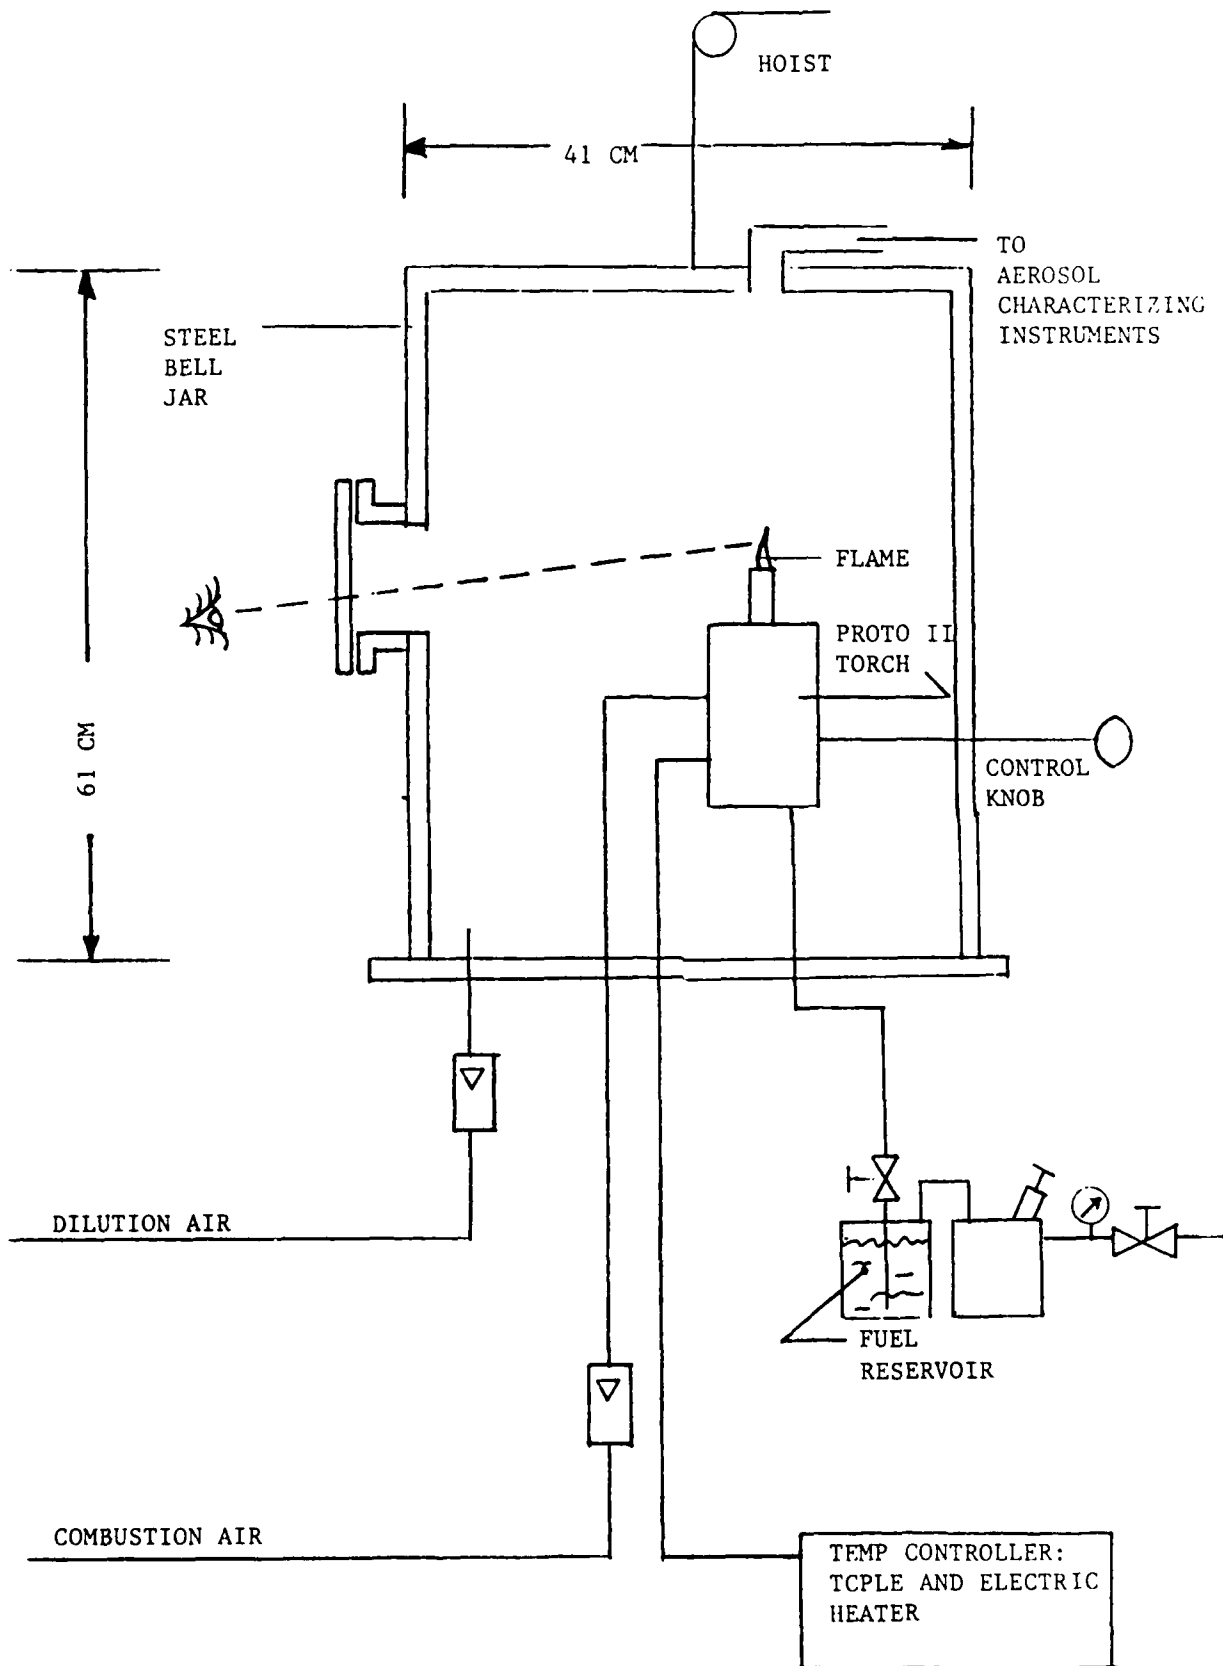 HOIST
41 CM
TO
AEROSOL
CHARACTERIZING
INSTRUMENTS
STEEL
BELL
JAR
FLAME
PROTO II
TORCH
61 CM
CONTROL
KNOB
DILUTION AIR
FUEL
RESERVOIR
COMBUSTION AIR
TEMP CONTROLLER:
TCPLE AND ELECTRIC
HEATER